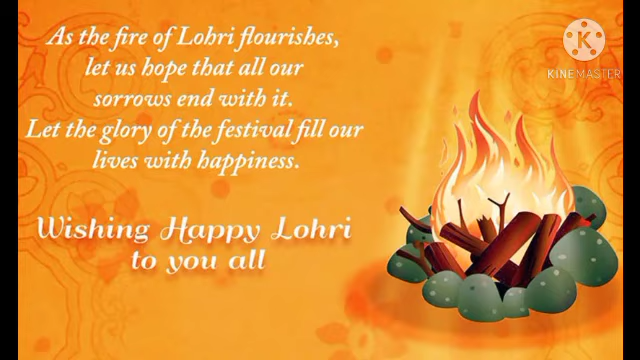 As the fire of Lohri flourishes,
let us hope that all our
sorrows end with it.
Let the glory of the festival fill our
lives with happiness.
Wishing Happy Lohri
to you all
K
KINEMASTER